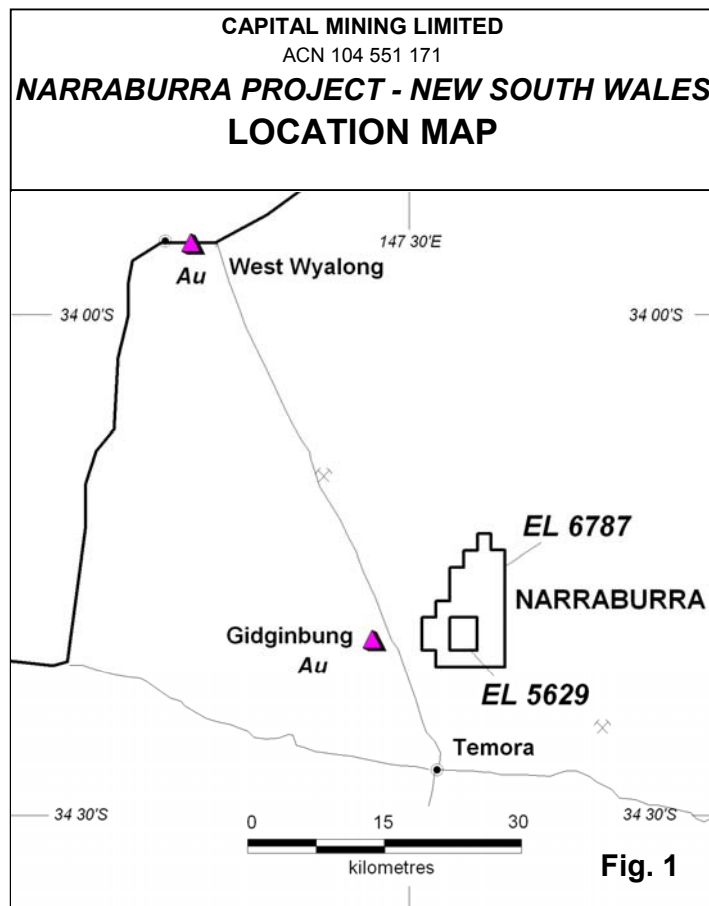 CAPITAL MINING LIMITED
ACN 104 551 171
NARRABURRA PROJECT - NEW SOUTH WALES
LOCATION MAP
147 30'E
Au
West Wyalong
34 00'S
34 00'S
EL 6787
NARRABURRA
Gidginbung
Au
EL 5629
Temora
34 30'S
34 30'S
0 15 30
kilometres
Fig. 1